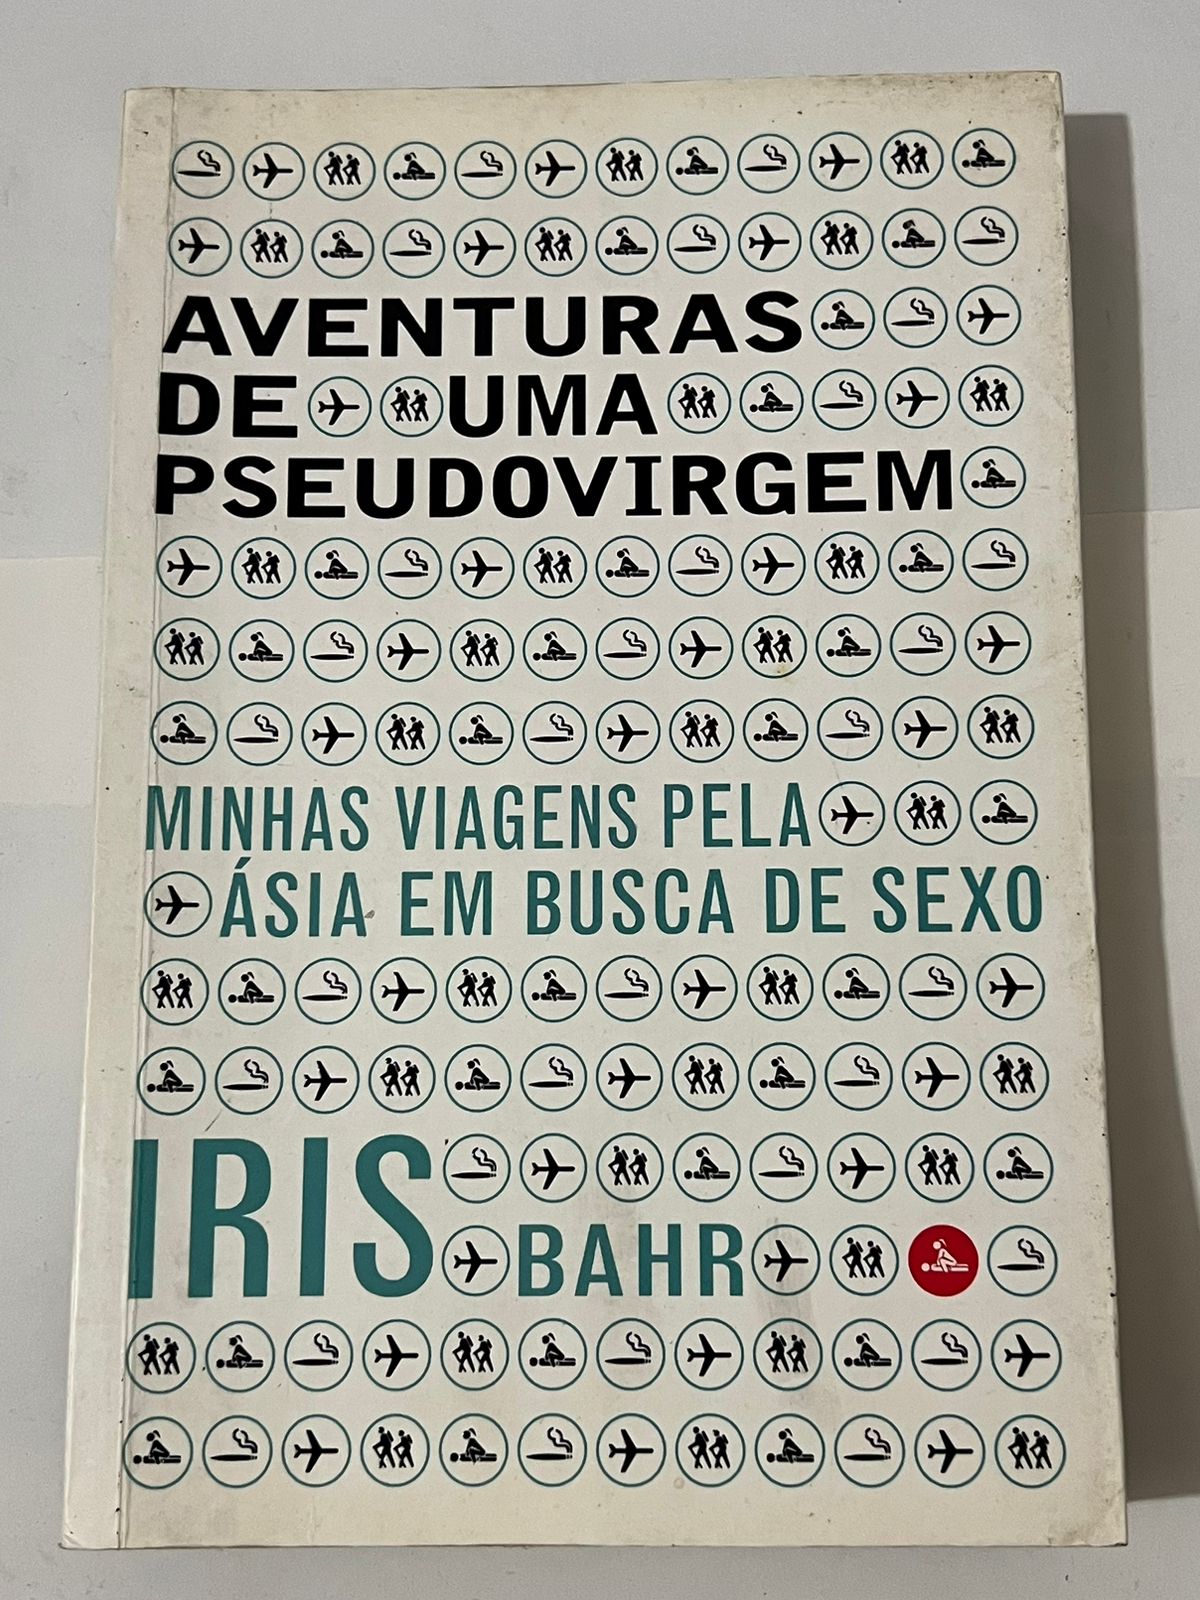 AVENTURAS
DE UMA
PSEUDOVIRGEM
MINHAS VIAGENS PELA
ÁSIA EM BUSCA DE SEXO
IRIS
BAHR